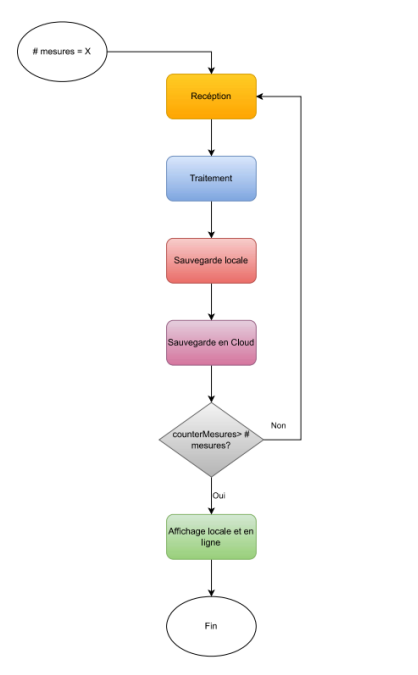 # mesures = X
Recéption
Traitement
Sauvegarde locale
Sauvegarde en Cloud
counterMesures> #
mesures?
Non
Oui
Affichage locale et en
ligne
Fin